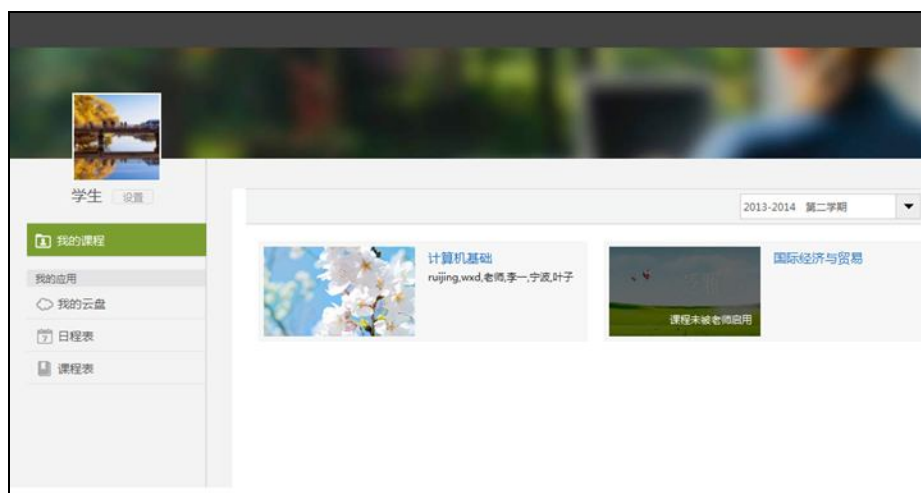 学生 设置
我的课程
我的应用
我的云盘
7 日程表
课程表
2013-2014 第二学期
计算机基础
ruijing,wxd,老师,李一,宁波,叶子
国际经济与贸易
课程未被老师启用